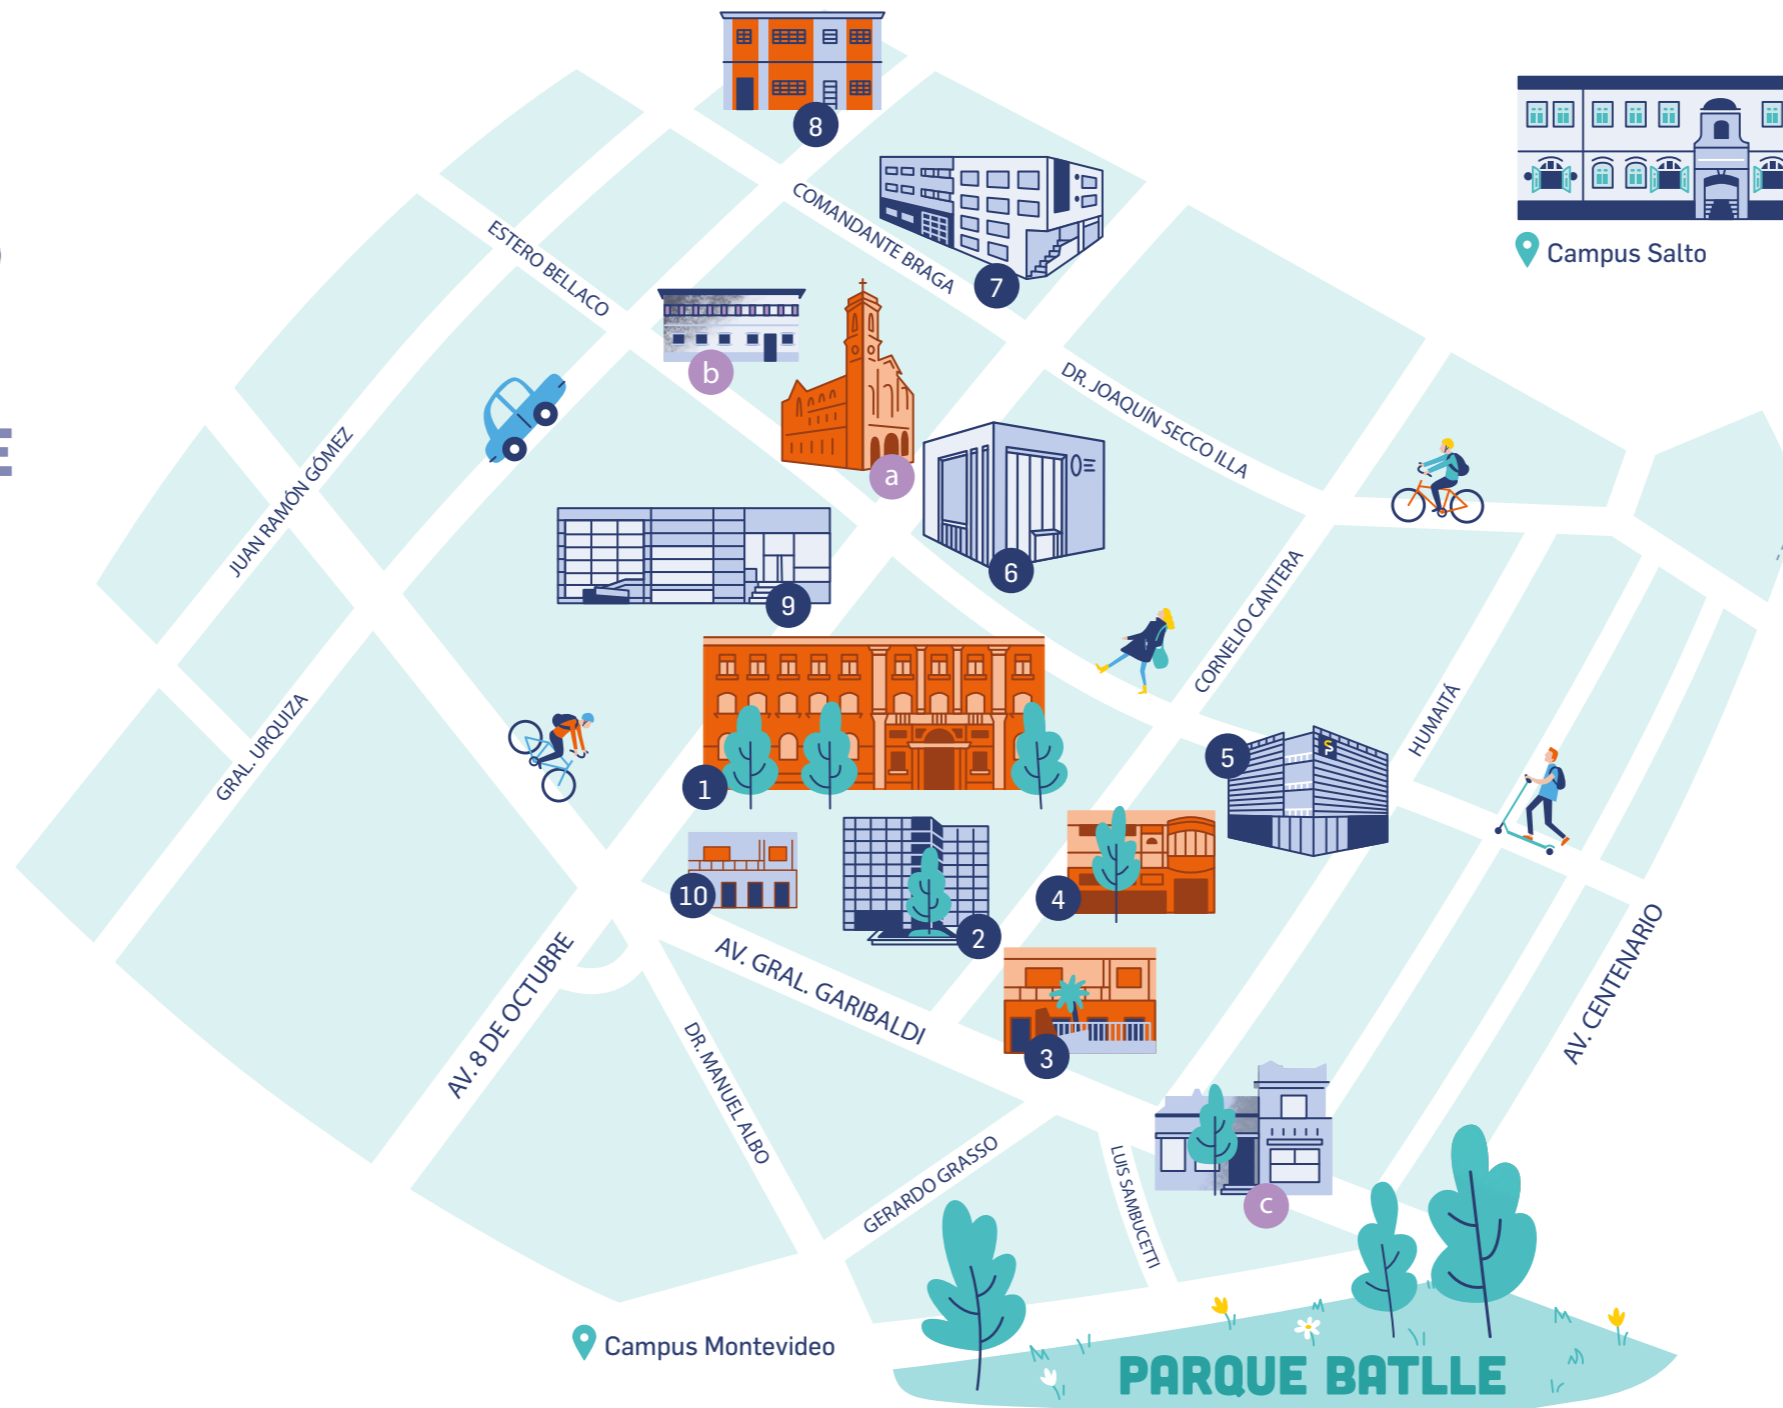 8
COMANDANTE BRAGA
7
Campus Salto
ESTERO BELLACO
b
a
DR. JOAQUÍN SECCO ILLA
E
JUAN RAMÓN GÓMEZ
6
9
CORNELIO CANTERA
HUMAITÁ
GRAL. URQUIZA
1
5
10
2
4
AV. GRAL. GARIBALDI
AV. 8 DE OCTUBRE
3
AV. CENTENARIO
DR. MANUEL ALBO
GERARDO GRASSO
LUIS SAMBUCETTI
c
Campus Montevideo
PARQUE BATLLE